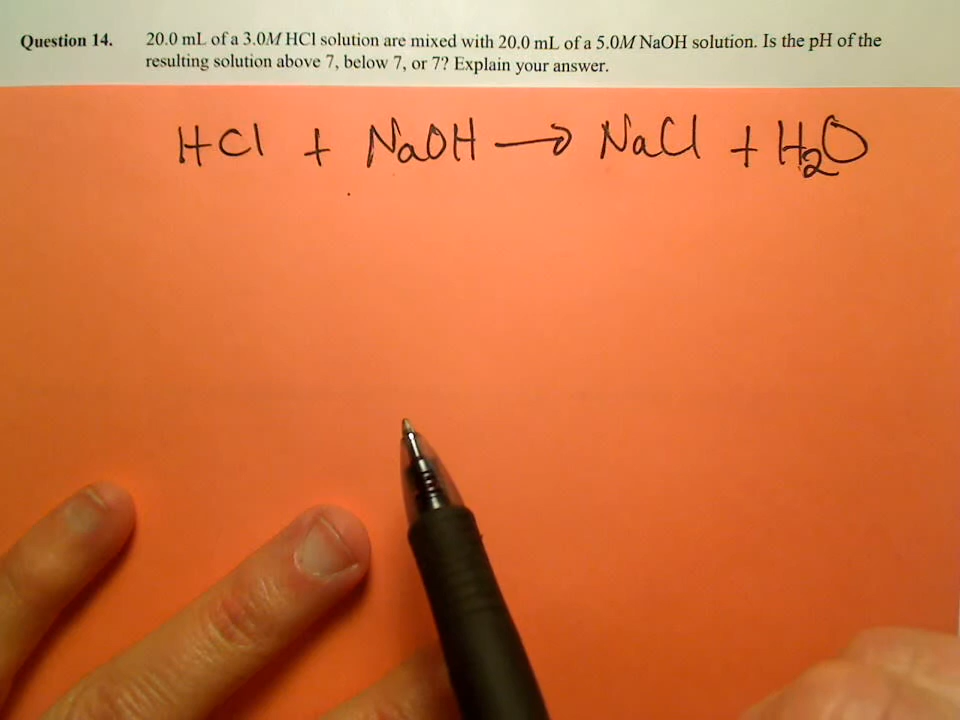 Question 14. 20.0 mL of a 3.0M HCl solution are mixed with 20.0 mL of a 5.0M NaOH solution. Is the pH of the
resulting solution above 7, below 7, or 7? Explain your answer.
HCl + NaOH → NaCl + H₂O